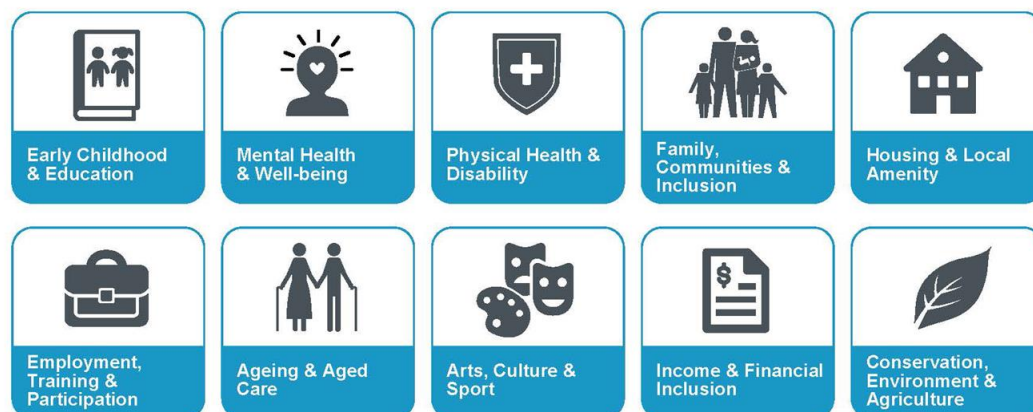 Early Childhood
& Education
Mental Health
& Well-being
Physical Health &
Disability
Family,
Communities &
Inclusion
Housing & Local
Amenity
Employment,
Training &
Participation
Ageing & Aged
Care
Arts, Culture &
Sport
$
Income & Financial
Inclusion
Conservation,
Environment &
Agriculture